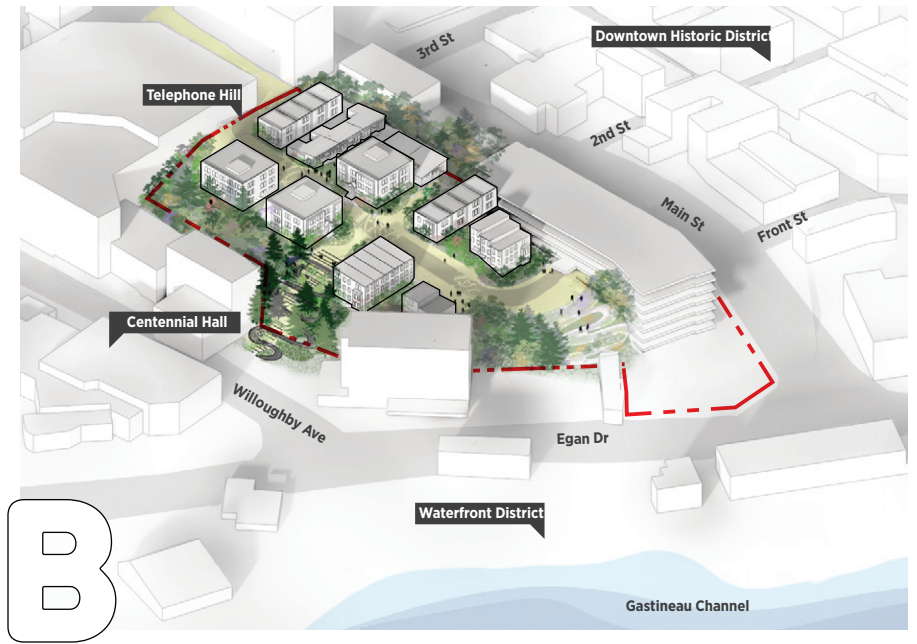 3rd St
Downtown Historic District
Telephone Hill
2nd St
Main St
Front St
Centennial Hall
Willoughby Ave
Egan Dr
Waterfront District
B
Gastineau Channel